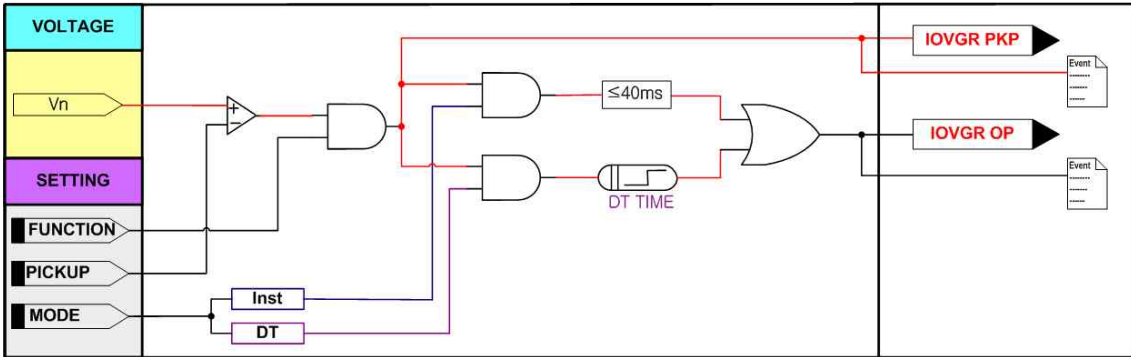 VOLTAGE
Vn
SETTING
FUNCTION
PICKUP
MODE
+
−
Inst
DT
≤40ms
DT TIME
IOVGR PKP
Event
IOVGR OP
Event